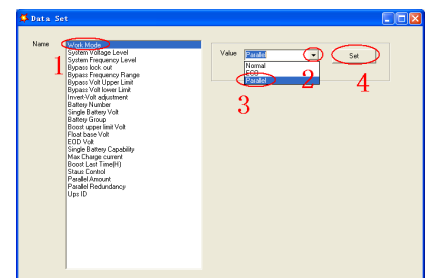 Data Set
Name
Work Mode
System Voltage Level
System Frequency Level
Bypass lock out
Bypass Frequency Range
Bypass Volt Upper Limit
Bypass Volt lower Limit
Invert-Volt adjustment
Battery Number
Single Battery Volt
Battery Group
Boost upper limit Volt
Float base Volt
EOD Volt
Single Battery Capability
Max Charge current
Boost Last Time(H)
Staus Control
Parallel Amount
Parallel Redundancy
Ups ID
1
Value
Parallel
Set
Normal
ECO
Parallel
2
3
4